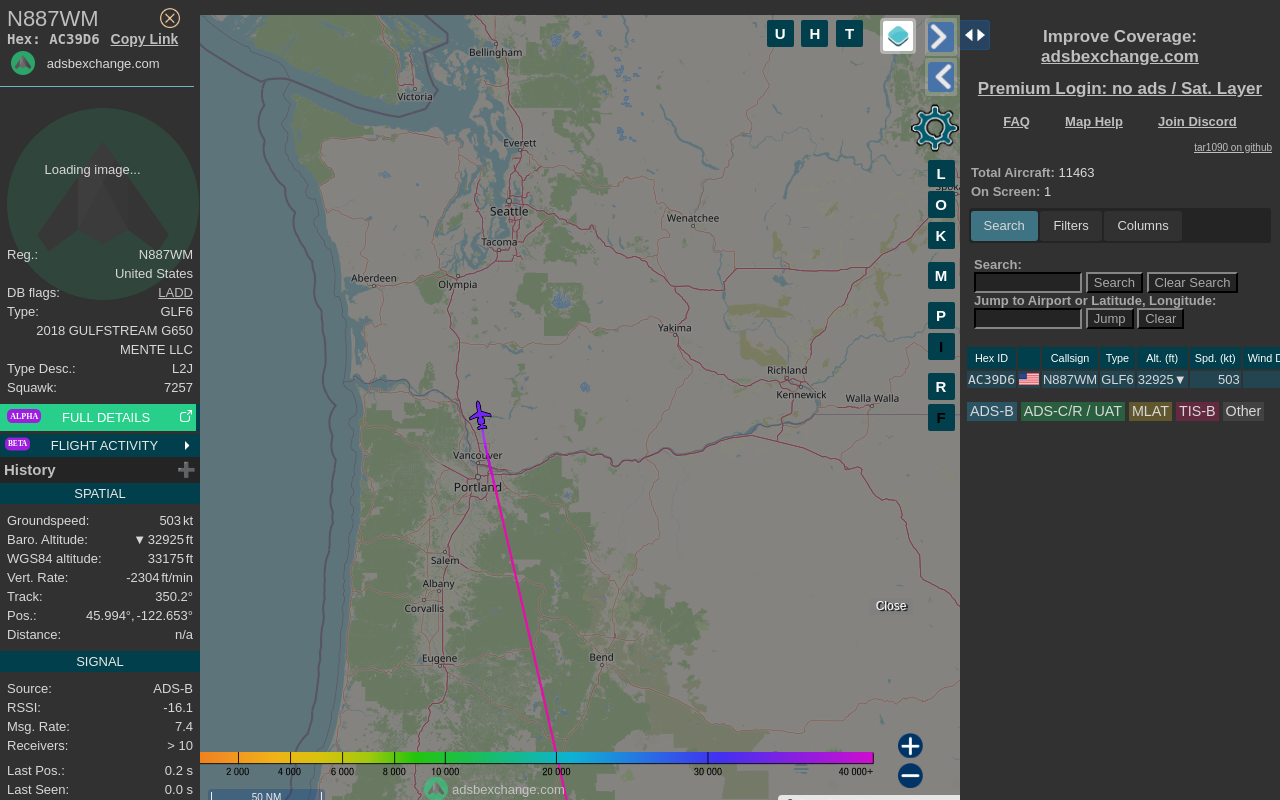 N887WM
Hex: AC39D6 Copy Link
adsbexchange.com
Loading image...
Reg.: N887WM
United States
DB flags: LADD
Type: GLF6
2018 GULFSTREAM G650
MENTE LLC
Type Desc.: L2J
Squawk: 7257
ALPHA FULL DETAILS
BETA FLIGHT ACTIVITY
History
SPATIAL
Groundspeed: 503 kt
Baro. Altitude: ▼ 32925 ft
WGS84 altitude: 33175 ft
Vert. Rate: -2304 ft/min
Track: 350.2°
Pos.: 45.994°, -122.653°
Distance: n/a
SIGNAL
Source: ADS-B
RSSI: -16.1
Msg. Rate: 7.4
Receivers: > 10
Last Pos.: 0.2 s
Last Seen: 0.0 s
U H T
Bellingham
Victoria
Everett
Seattle
Wenatchee
Tacoma
Aberdeen
Olympia
Yakima
Richland
Kennewick
Walla Walla
Vancouver
Portland
Salem
Albany
Corvallis
Eugene
Bend
L
O
K
M
P
I
R
F
Close
2 000 4 000 6 000 8 000 10 000 20 000 30 000 40 000+
adsbexchange.com
50 NM
Improve Coverage:
adsbexchange.com
Premium Login: no ads / Sat. Layer
FAQ Map Help Join Discord
tar1090 on github
Total Aircraft: 11463
On Screen: 1
Search Filters Columns
Search:
Search Clear Search
Jump to Airport or Latitude, Longitude:
Jump Clear
Hex ID Callsign Type Alt. (ft) Spd. (kt) Wind D
AC39D6 N887WM GLF6 32925▼ 503
ADS-B ADS-C/R / UAT MLAT TIS-B Other